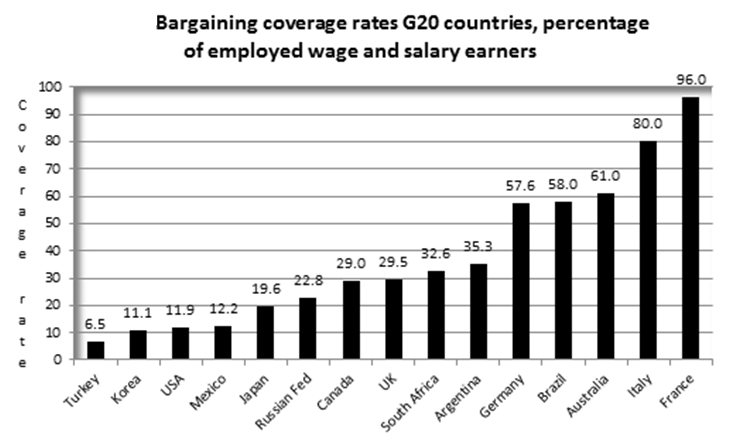 Bargaining coverage rates G20 countries, percentage
of employed wage and salary earners
Coverage rate
100
90
80
70
60
50
40
30
20
10
0
6.5
11.1
11.9
12.2
19.6
22.8
29.0
29.5
32.6
35.3
57.6
58.0
61.0
80.0
96.0
Turkey
Korea
USA
Mexico
Japan
Russian Fed
Canada
UK
South Africa
Argentina
Germany
Brazil
Australia
Italy
France